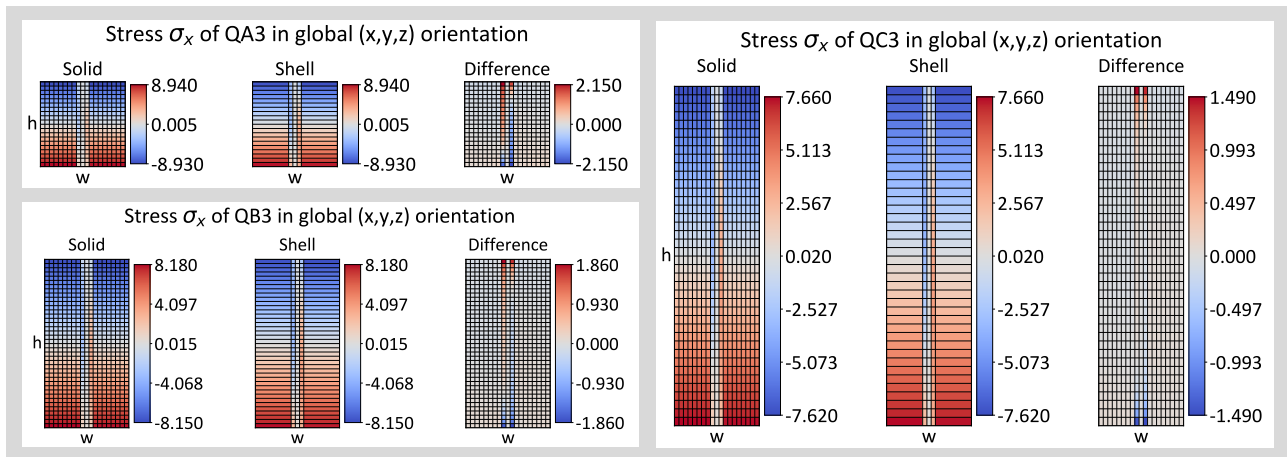 Stress σx of QA3 in global (x,y,z) orientation
Solid
Shell
Difference
h
8.940
0.005
-8.930
8.940
0.005
-8.930
2.150
0.000
-2.150
w
Stress σx of QB3 in global (x,y,z) orientation
Solid
Shell
Difference
h
8.180
4.097
0.015
-4.068
-8.150
8.180
4.097
0.015
-4.068
-8.150
1.860
0.930
0.000
-0.930
-1.860
w
w
w
Stress σx of QC3 in global (x,y,z) orientation
Solid
Shell
Difference
h
7.660
5.113
2.567
0.020
-2.527
-5.073
-7.620
7.660
5.113
2.567
0.020
-2.527
-5.073
-7.620
1.490
0.993
0.497
0.000
-0.497
-0.993
-1.490
w
w
w